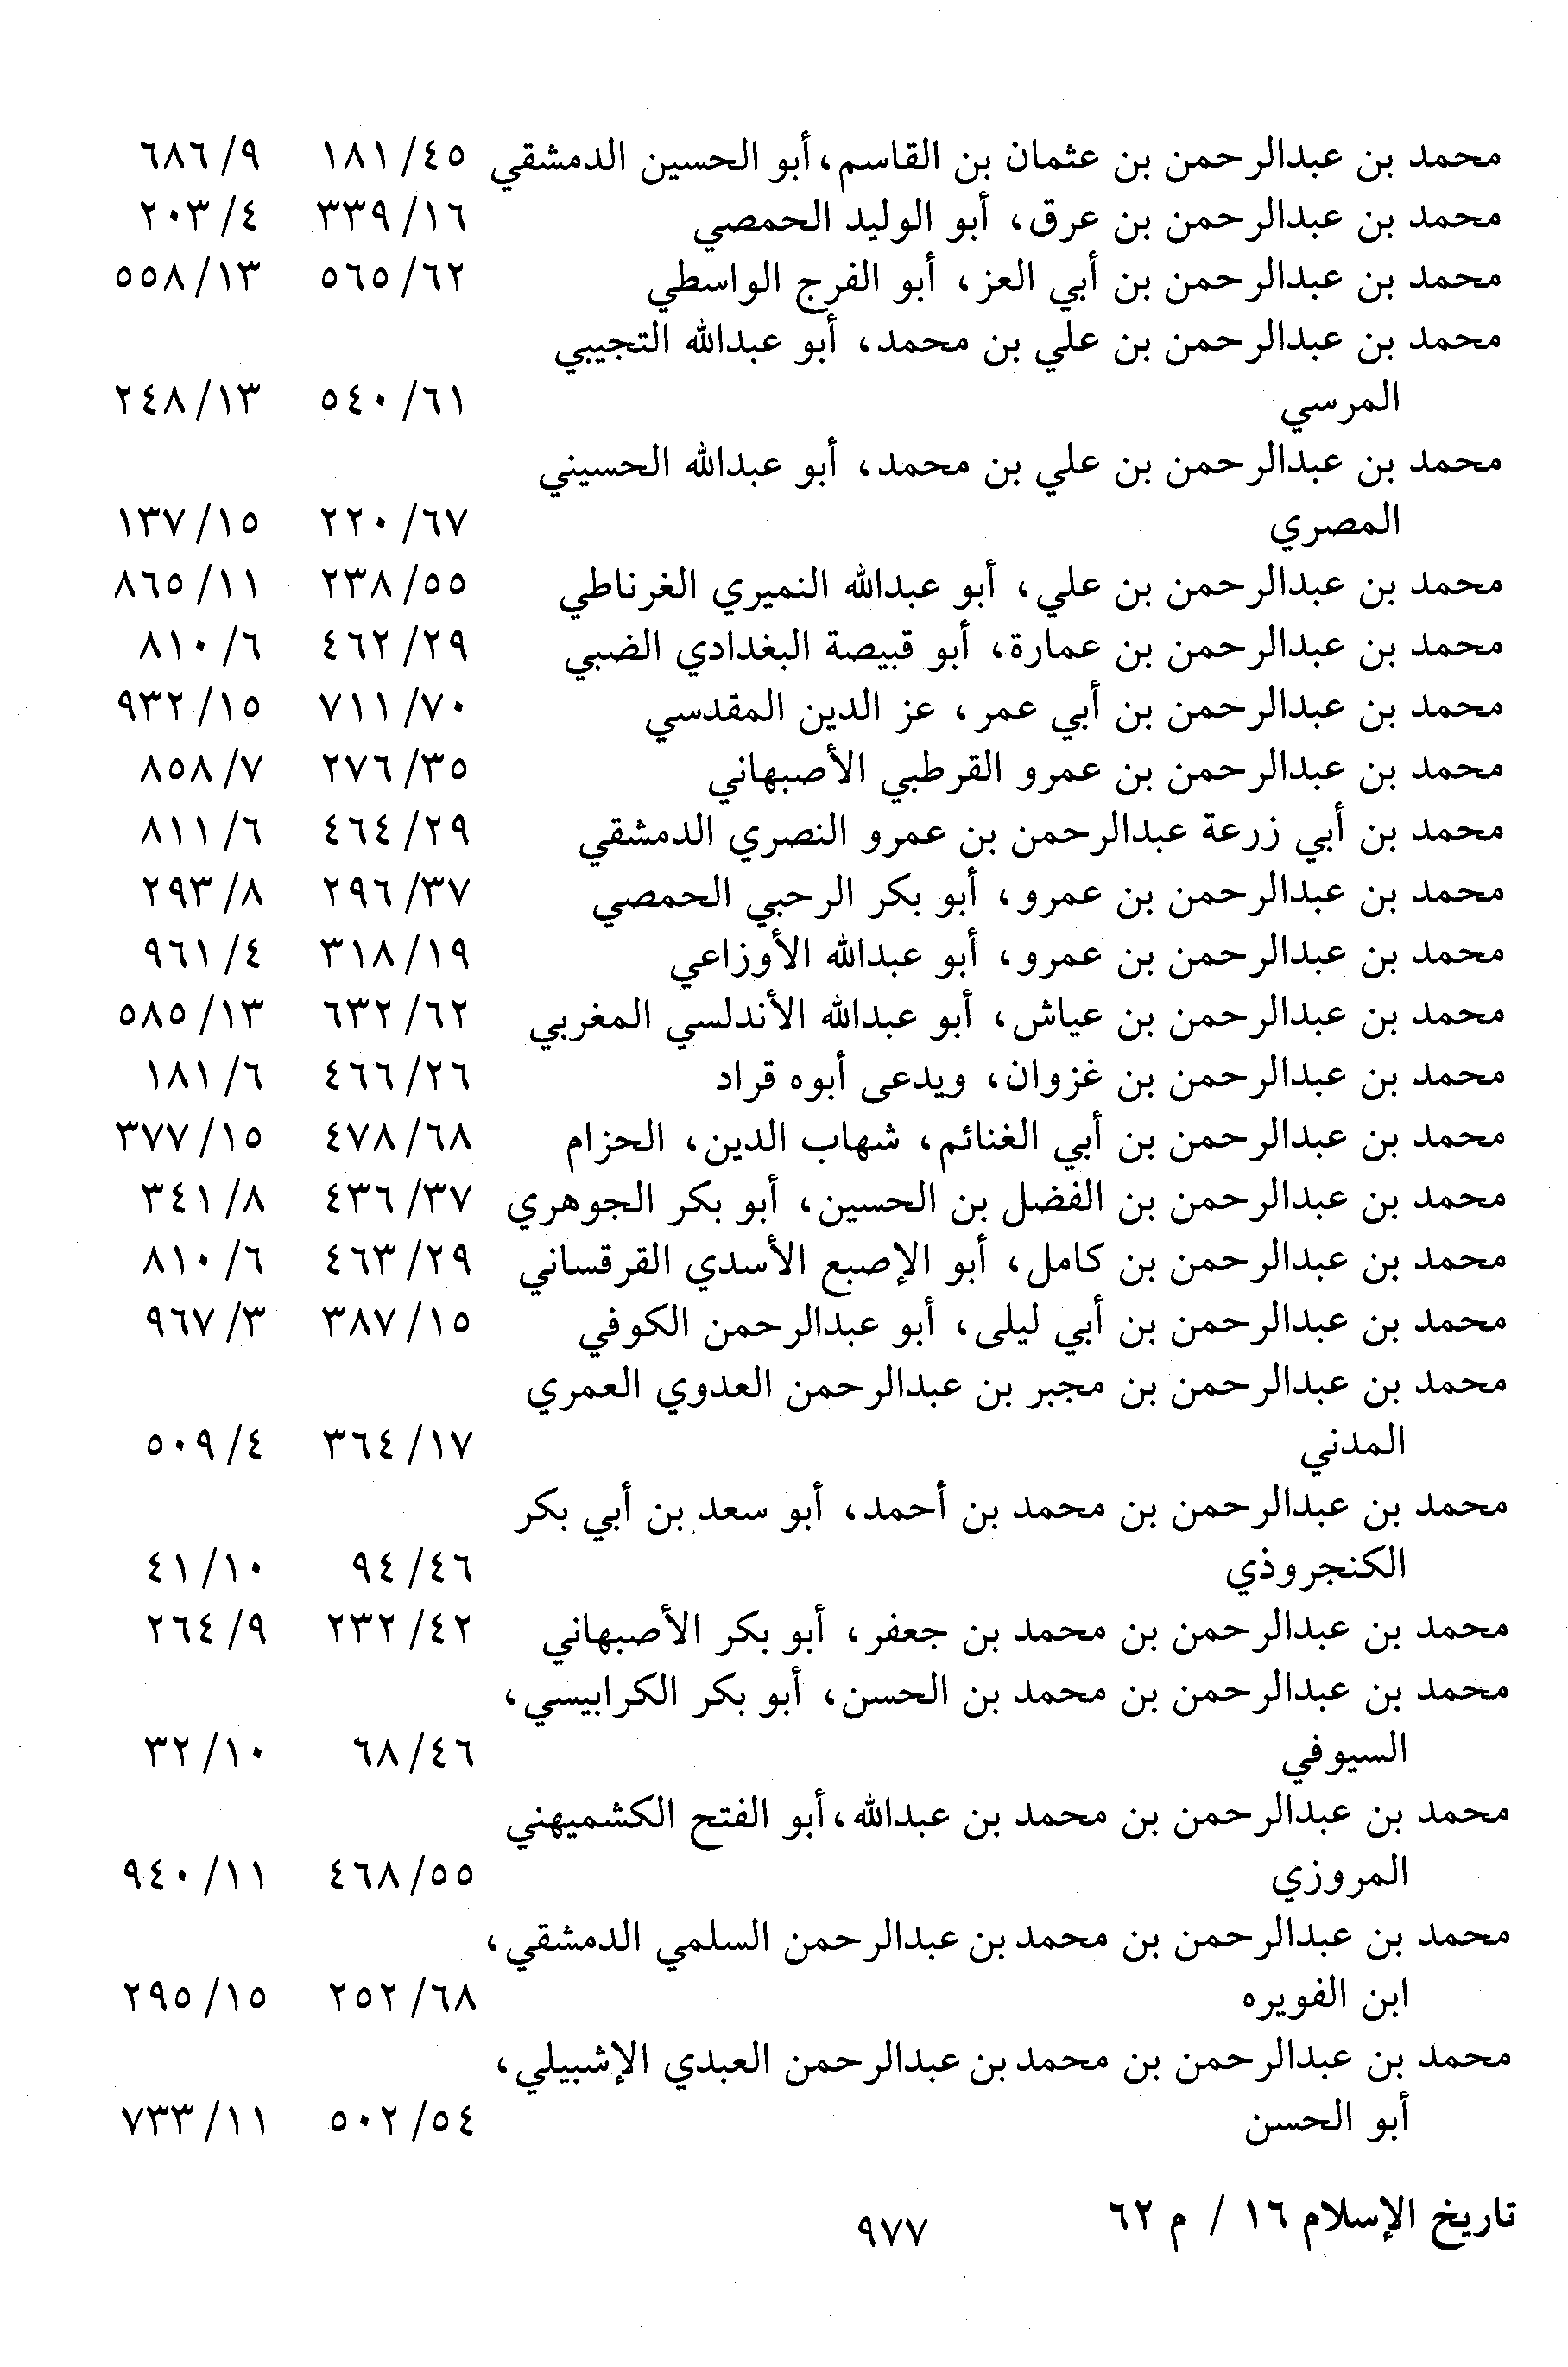 محمد بن عبدالرحمن بن عثمان بن القاسم، أبو الحسين الدمشقي ٤٥/ ١٨١ ٩/ ٦٨٦
محمد بن عبدالرحمن بن عرق، أبو الوليد الحمصي ١٦/ ٣٣٩ ٤/ ٢٠٣
محمد بن عبدالرحمن بن أبي العز، أبو الفرج الواسطي ٦٢/ ٥٦٥ ١٣/ ٥٥٨
محمد بن عبدالرحمن بن علي بن محمد، أبو عبدالله التجيبي
المرسي ٦١/ ٥٤٠ ١٣/ ٢٤٨
محمد بن عبدالرحمن بن علي بن محمد، أبو عبدالله الحسيني
المصري ٦٧/ ٢٢٠ ١٥/ ١٣٧
محمد بن عبدالرحمن بن علي، أبو عبدالله النميري الغرناطي ٥٥/ ٢٣٨ ١١/ ٨٦٥
محمد بن عبدالرحمن بن عمارة، أبو قبيصة البغدادي الضبي ٢٩/ ٤٦٢ ٦/ ٨١٠
محمد بن عبدالرحمن بن أبي عمر، عز الدين المقدسي ٧٠/ ٧١١ ١٥/ ٩٣٢
محمد بن عبدالرحمن بن عمرو القرطبي الأصبهاني ٣٥/ ٢٧٦ ٧/ ٨٥٨
محمد بن أبي زرعة عبدالرحمن بن عمرو النصري الدمشقي ٢٩/ ٤٦٤ ٦/ ٨١١
محمد بن عبدالرحمن بن عمرو، أبو بكر الرحبي الحمصي ٣٧/ ٢٩٦ ٨/ ٢٩٣
محمد بن عبدالرحمن بن عمرو، أبو عبدالله الأوزاعي ١٩/ ٣١٨ ٤/ ٩٦١
محمد بن عبدالرحمن بن عياش، أبو عبدالله الأندلسي المغربي ٦٢/ ٦٣٢ ١٣/ ٥٨٥
محمد بن عبدالرحمن بن غزوان، ويدعى أبوه قراد ٢٦/ ٤٦٦ ٦/ ١٨١
محمد بن عبدالرحمن بن أبي الغنائم، شهاب الدين، الحزام ٦٨/ ٤٧٨ ١٥/ ٣٧٧
محمد بن عبدالرحمن بن الفضل بن الحسين، أبو بكر الجوهري ٣٧/ ٤٣٦ ٨/ ٣٤١
محمد بن عبدالرحمن بن كامل، أبو الإصبع الأسدي القرقساني ٢٩/ ٤٦٣ ٦/ ٨١٠
محمد بن عبدالرحمن بن أبي ليلى، أبو عبدالرحمن الكوفي ١٥/ ٣٨٧ ٣/ ٩٦٧
محمد بن عبدالرحمن بن مجبر بن عبدالرحمن العدوي العمري
المدني ١٧/ ٣٦٤ ٤/ ٥٠٩
محمد بن عبدالرحمن بن محمد بن أحمد، أبو سعد بن أبي بكر
الكنجروذي ٤٦/ ٩٤ ١٠/ ٤١
محمد بن عبدالرحمن بن محمد بن جعفر، أبو بكر الأصبهاني ٤٢/ ٢٣٢ ٩/ ٢٦٤
محمد بن عبدالرحمن بن محمد بن الحسن، أبو بكر الكرابيسي،
السيوفي ٤٦/ ٦٨ ١٠/ ٣٢
محمد بن عبدالرحمن بن محمد بن عبدالله، أبو الفتح الكشميهني
المروزي ٥٥/ ٤٦٨ ١١/ ٩٤٠
محمد بن عبدالرحمن بن محمد بن عبدالرحمن السلمي الدمشقي،
ابن الفويره ٦٨/ ٢٥٢ ١٥/ ٢٩٥
محمد بن عبدالرحمن بن محمد بن عبدالرحمن العبدي الإشبيلي،
أبو الحسن ٥٤/ ٥٠٢ ١١/ ٧٣٣
تاريخ الإسلام ١٦ / م ٦٢
٩٧٧